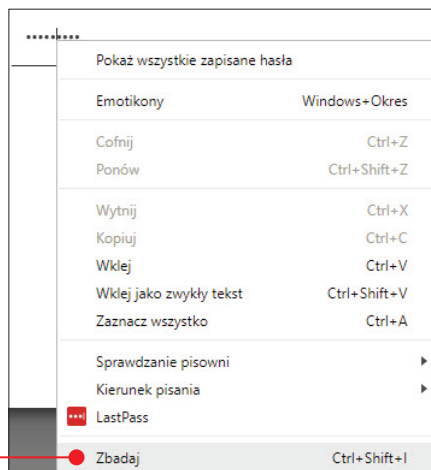 Pokaż wszystkie zapisane hasła
Emotikony Windows+Okres
Cofnij Ctrl+Z
Ponów Ctrl+Shift+Z
Wytnij Ctrl+X
Kopiuj Ctrl+C
Wklej Ctrl+V
Wklej jako zwykły tekst Ctrl+Shift+V
Zaznacz wszystko Ctrl+A
Sprawdzanie pisowni
Kierunek pisania
LastPass
Zbadaj Ctrl+Shift+I